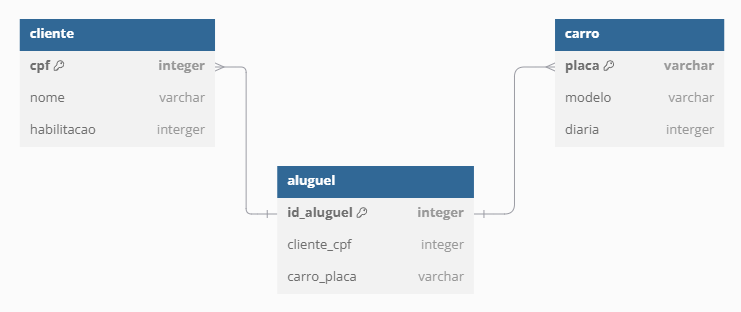 cliente
cpf integer
nome varchar
habilitacao interger
carro
placa varchar
modelo varchar
diaria interger
aluguel
id_aluguel integer
cliente_cpf integer
carro_placa varchar